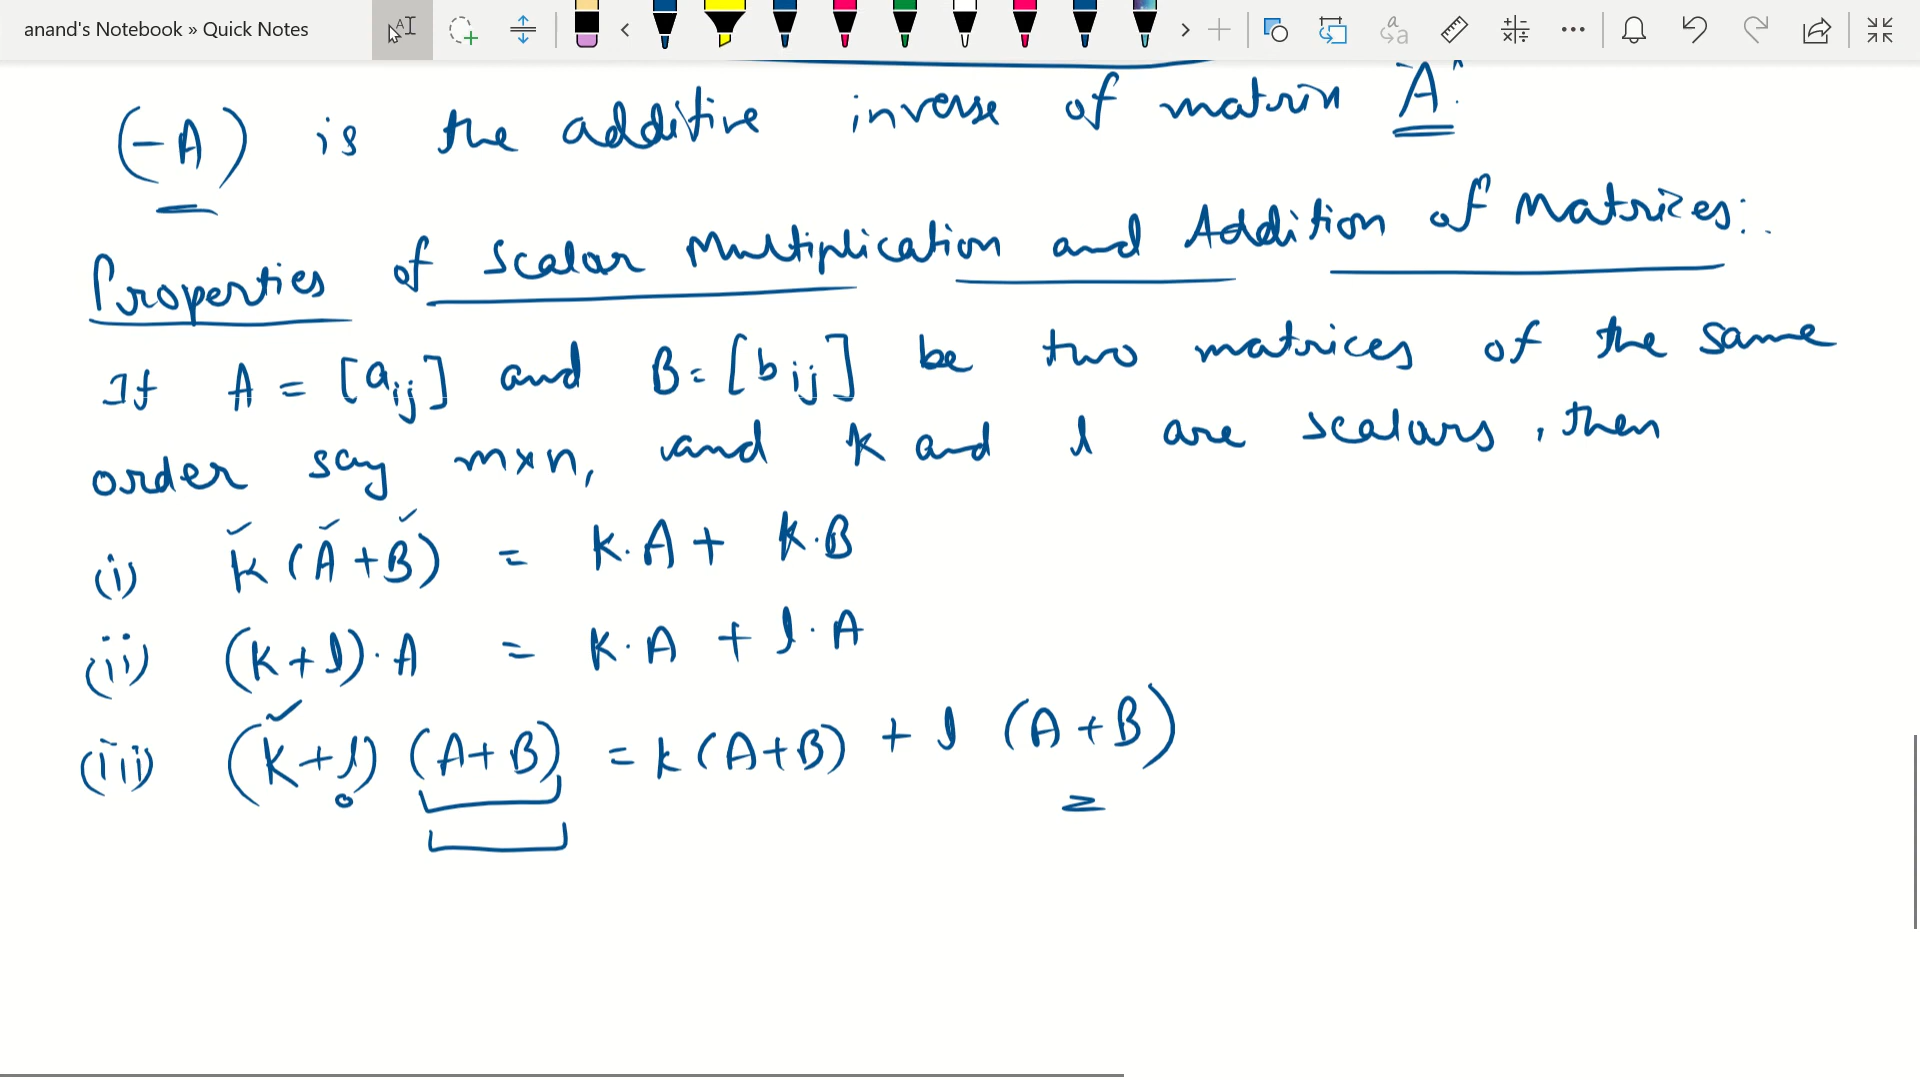 anand's Notebook » Quick Notes
(-A) is the additive inverse of matrix A.
Properties of Scalar Multiplication and Addition of Matrices:
If A = [aij] and B = [bij] be two matrices of the same
order say m×n, and k and l are scalars, then
(i) k(A+B) = k.A + k.B
(ii) (k+l).A = k.A + l.A
(iii) (k+l)(A+B) = k(A+B) + l(A+B)